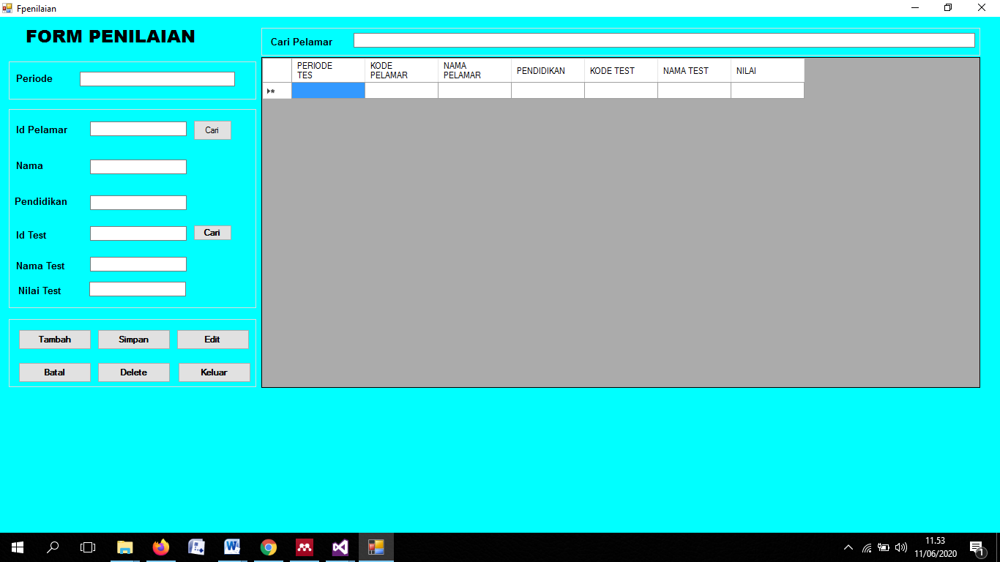 Fpenilaian
FORM PENILAIAN
Cari Pelamar
Periode
Id Pelamar
Cari
Nama
Pendidikan
Id Test
Cari
Nama Test
Nilai Test
Tambah
Simpan
Edit
Batal
Delete
Keluar
PERIODE
TES
KODE
PELAMAR
NAMA
PELAMAR
PENDIDIKAN
KODE TEST
NAMA TEST
NILAI
11.53
11/06/2020
1